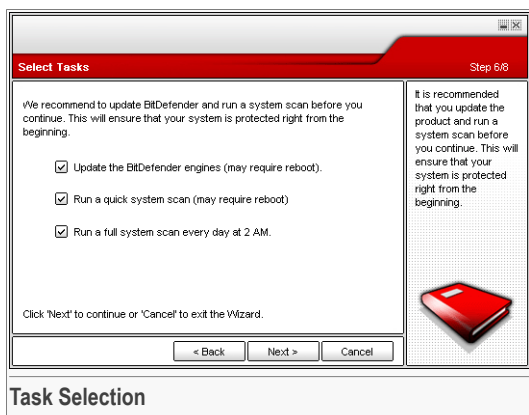 Select Tasks
Step 6/8
We recommend to update BitDefender and run a system scan before you
continue. This will ensure that your system is protected right from the
beginning.
Update the BitDefender engines (may require reboot).
Run a quick system scan (may require reboot)
Run a full system scan every day at 2 AM.
Click 'Next' to continue or 'Cancel' to exit the Wizard.
< Back
Next >
Cancel
It is recommended
that you update the
product and run a
system scan before
you continue. This will
ensure that your
system is protected
right from the
beginning.
Task Selection